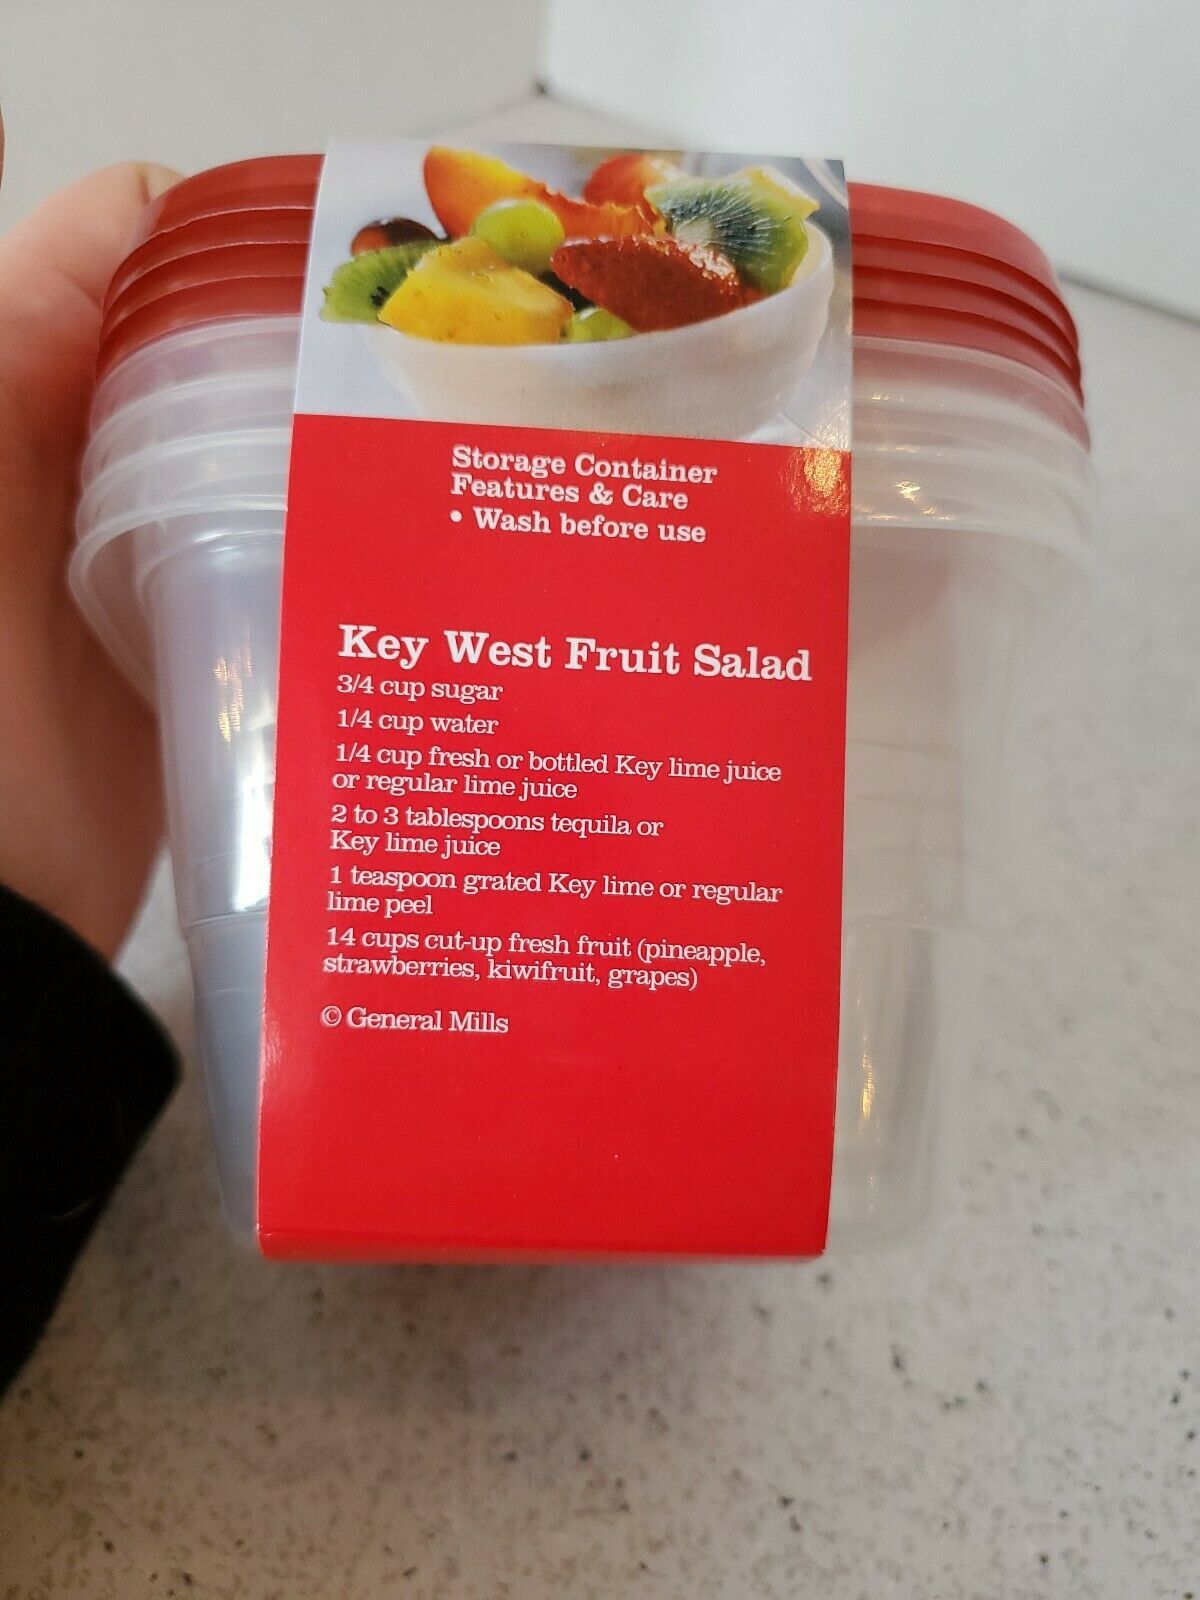 Storage Container
Features & Care
• Wash before use
Key West Fruit Salad
3/4 cup sugar
1/4 cup water
1/4 cup fresh or bottled Key lime juice
or regular lime juice
2 to 3 tablespoons tequila or
Key lime juice
1 teaspoon grated Key lime or regular
lime peel
14 cups cut-up fresh fruit (pineapple,
strawberries, kiwifruit, grapes)
© General Mills